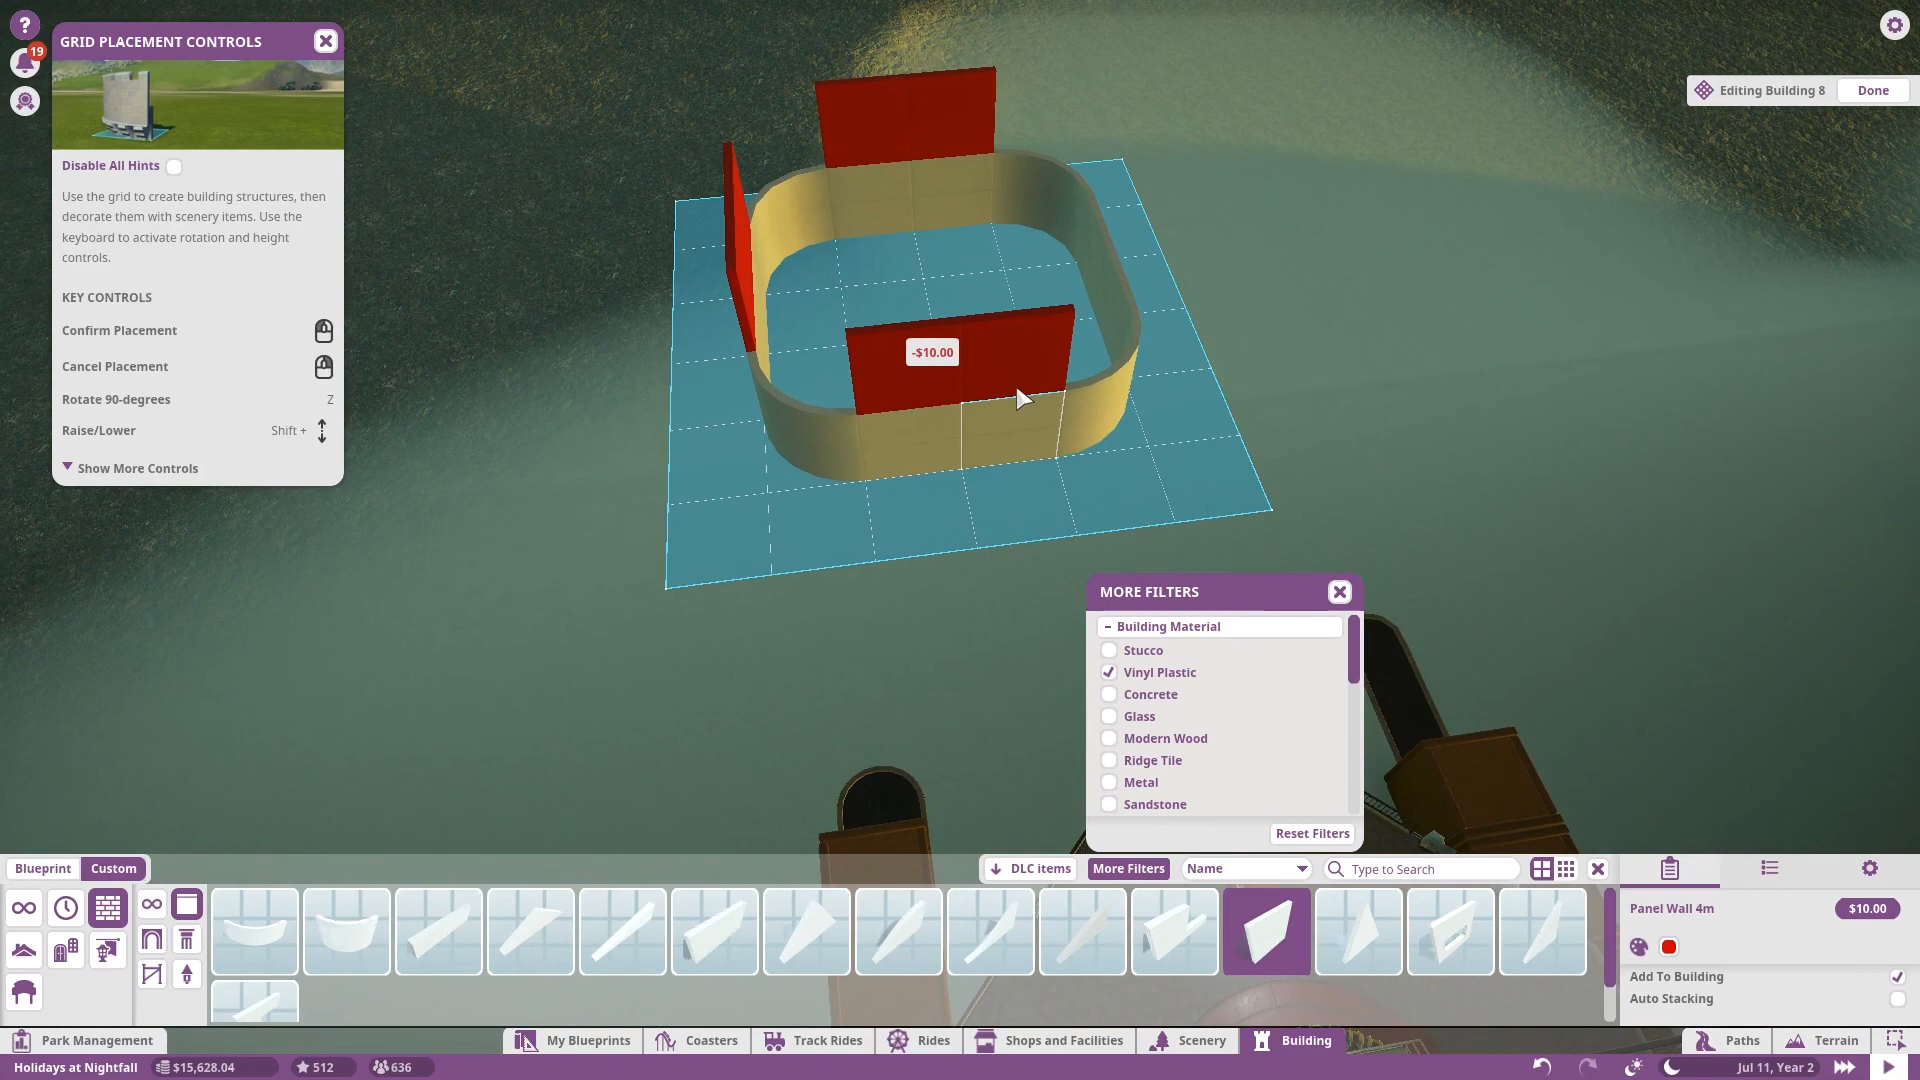 ?
19
GRID PLACEMENT CONTROLS
Disable All Hints
Use the grid to create building structures, then
decorate them with scenery items. Use the
keyboard to activate rotation and height
controls.
KEY CONTROLS
Confirm Placement
Cancel Placement
Rotate 90-degrees Z
Raise/Lower Shift +
Show More Controls
Editing Building 8 Done
-$10.00
MORE FILTERS
Building Material
Stucco
Vinyl Plastic
Concrete
Glass
Modern Wood
Ridge Tile
Metal
Sandstone
Reset Filters
Blueprint Custom
DLC items More Filters Name Type to Search
Panel Wall 4m $10.00
Add To Building
Auto Stacking
Park Management My Blueprints Coasters Track Rides Rides Shops and Facilities Scenery Building Paths Terrain
Holidays at Nightfall $15,628.04 512 636 Jul 11, Year 2